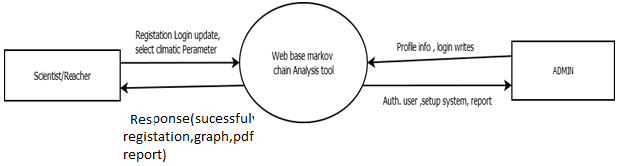 Registation Login update,
select climatic Perameter
Web base markov
chain Analysis tool
Profile info , login writes
Scientist/Reacher
ADMIN
Auth. user ,setup system, report
Response(sucessfuly
registation,graph,pdf
report)